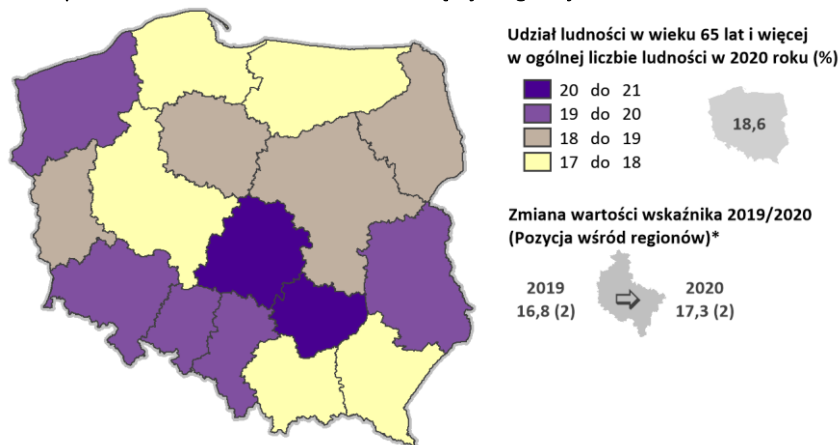 Udział ludności w wieku 65 lat i więcej
w ogólnej liczbie ludności w 2020 roku (%)
20 do 21
19 do 20
18 do 19
17 do 18
18,6
Zmiana wartości wskaźnika 2019/2020
(Pozycja wśród regionów)*
2019
16,8 (2)
2020
17,3 (2)